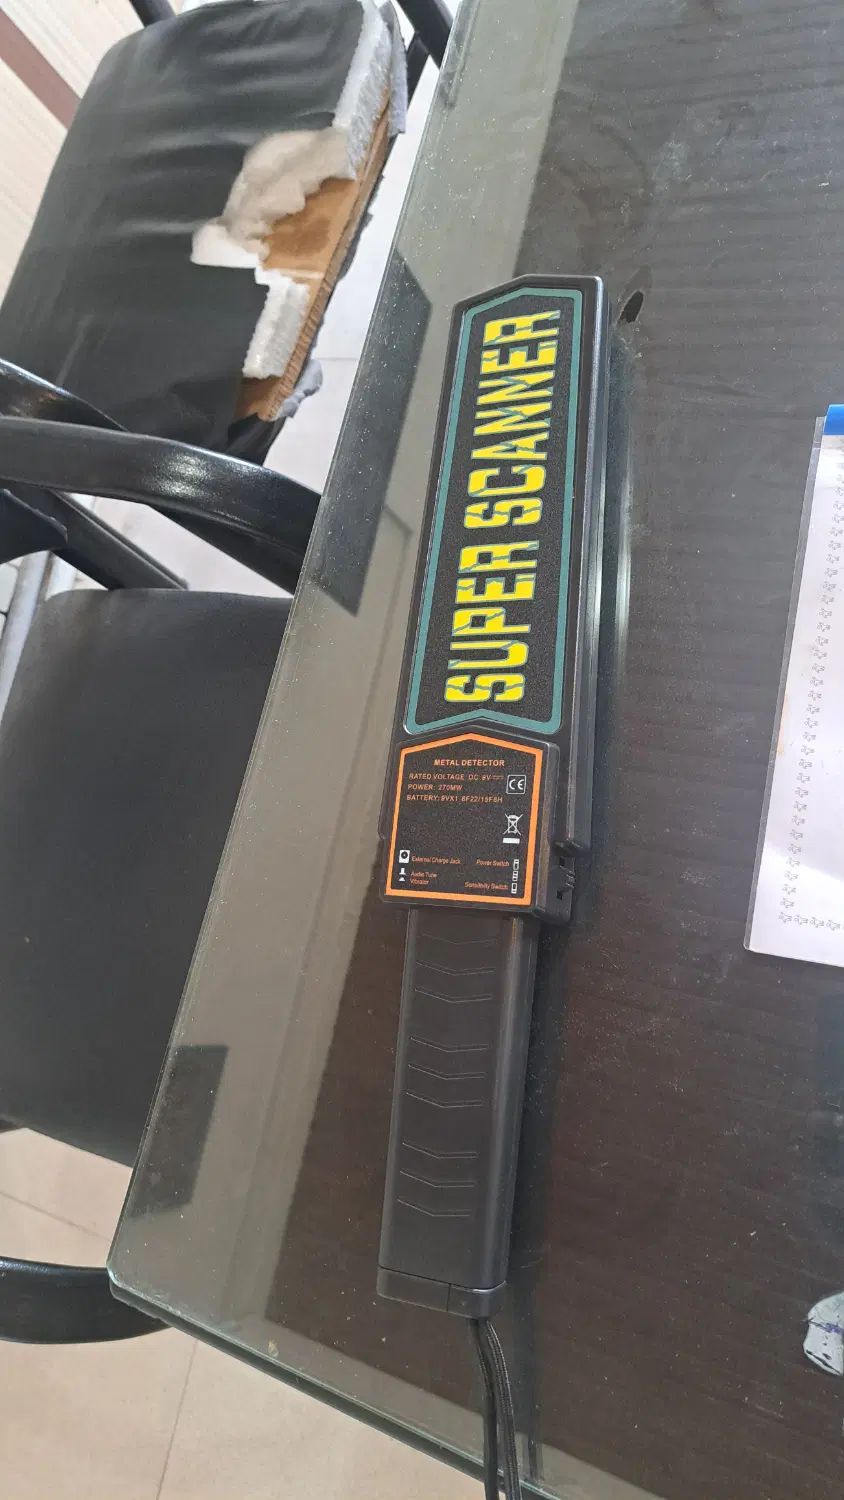 SUPER SCANNER
METAL DETECTOR
RATED VOLTAGE: DC 9V
POWER: 270MW
BATTERY: 9VX1 6F22/
CE
External Charge Jack
Power Switch
Audio Tune
Vibrator
Sensitivity Switch